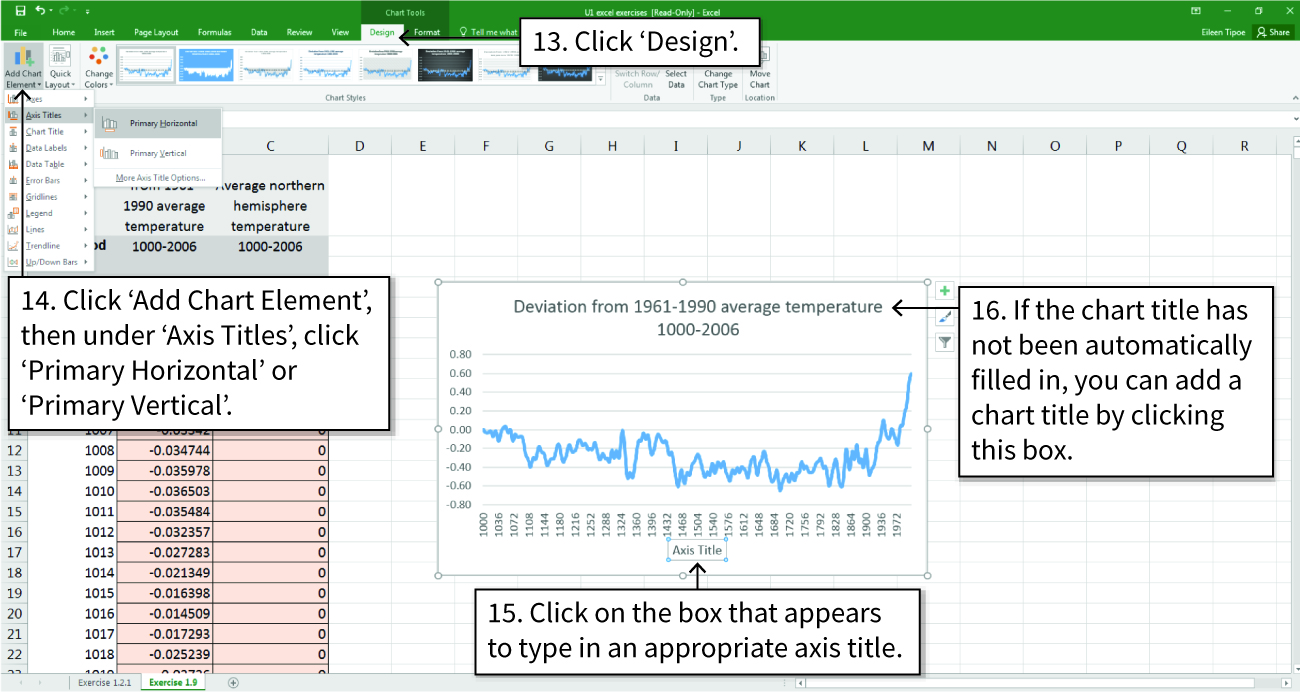 Chart Tools
U1 excel exercises [Read-Only] - Excel
File Home Insert Page Layout Formulas Data Review View Design Format Tell me what
Eileen Tipoe Share
13. Click ‘Design’.
Add Chart Element
Quick Layout
Change Colors
Switch Row/ Column
Select Data
Change Chart Type
Move Chart
Chart Styles
Data
Type
Location
Axes
Axis Titles
Chart Title
Data Labels
Data Table
Error Bars
Gridlines
Legend
Lines
Trendline
Up/Down Bars
Primary Horizontal
Primary Vertical
More Axis Title Options...
C D E F G H I J K L M N O P Q R
from 1961-
1990 average
temperature
1000-2006
Average northern
hemisphere
temperature
1000-2006
14. Click ‘Add Chart Element’,
then under ‘Axis Titles’, click
‘Primary Horizontal’ or
‘Primary Vertical’.
11 1007 -0.03542 0
12 1008 -0.034744 0
13 1009 -0.035978 0
14 1010 -0.036503 0
15 1011 -0.035484 0
16 1012 -0.032357 0
17 1013 -0.027283 0
18 1014 -0.021349 0
19 1015 -0.016398 0
20 1016 -0.014509 0
21 1017 -0.017293 0
22 1018 -0.025239 0
Deviation from 1961-1990 average temperature
1000-2006
0.80
0.60
0.40
0.20
0.00
-0.20
-0.40
-0.60
-0.80
1000 1036 1072 1108 1144 1180 1216 1252 1288 1324 1360 1396 1432 1468 1504 1540 1576 1612 1648 1684 1720 1756 1792 1828 1864 1900 1936 1972
Axis Title
16. If the chart title has
not been automatically
filled in, you can add a
chart title by clicking
this box.
15. Click on the box that appears
to type in an appropriate axis title.
Exercise 1.2.1 Exercise 1.9